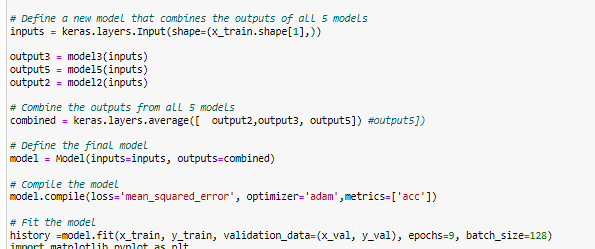 # Define a new model that combines the outputs of all 5 models
inputs = keras.layers.Input(shape=(x_train.shape[1],))
output3 = model3(inputs)
output5 = model5(inputs)
output2 = model2(inputs)
# Combine the outputs from all 5 models
combined = keras.layers.average([  output2,output3, output5]) #output5])
# Define the final model
model = Model(inputs=inputs, outputs=combined)
# Compile the model
model.compile(loss='mean_squared_error', optimizer='adam',metrics=['acc'])
# Fit the model
history =model.fit(x_train, y_train, validation_data=(x_val, y_val), epochs=9, batch_size=128)
import matplotlib.pyplot as plt